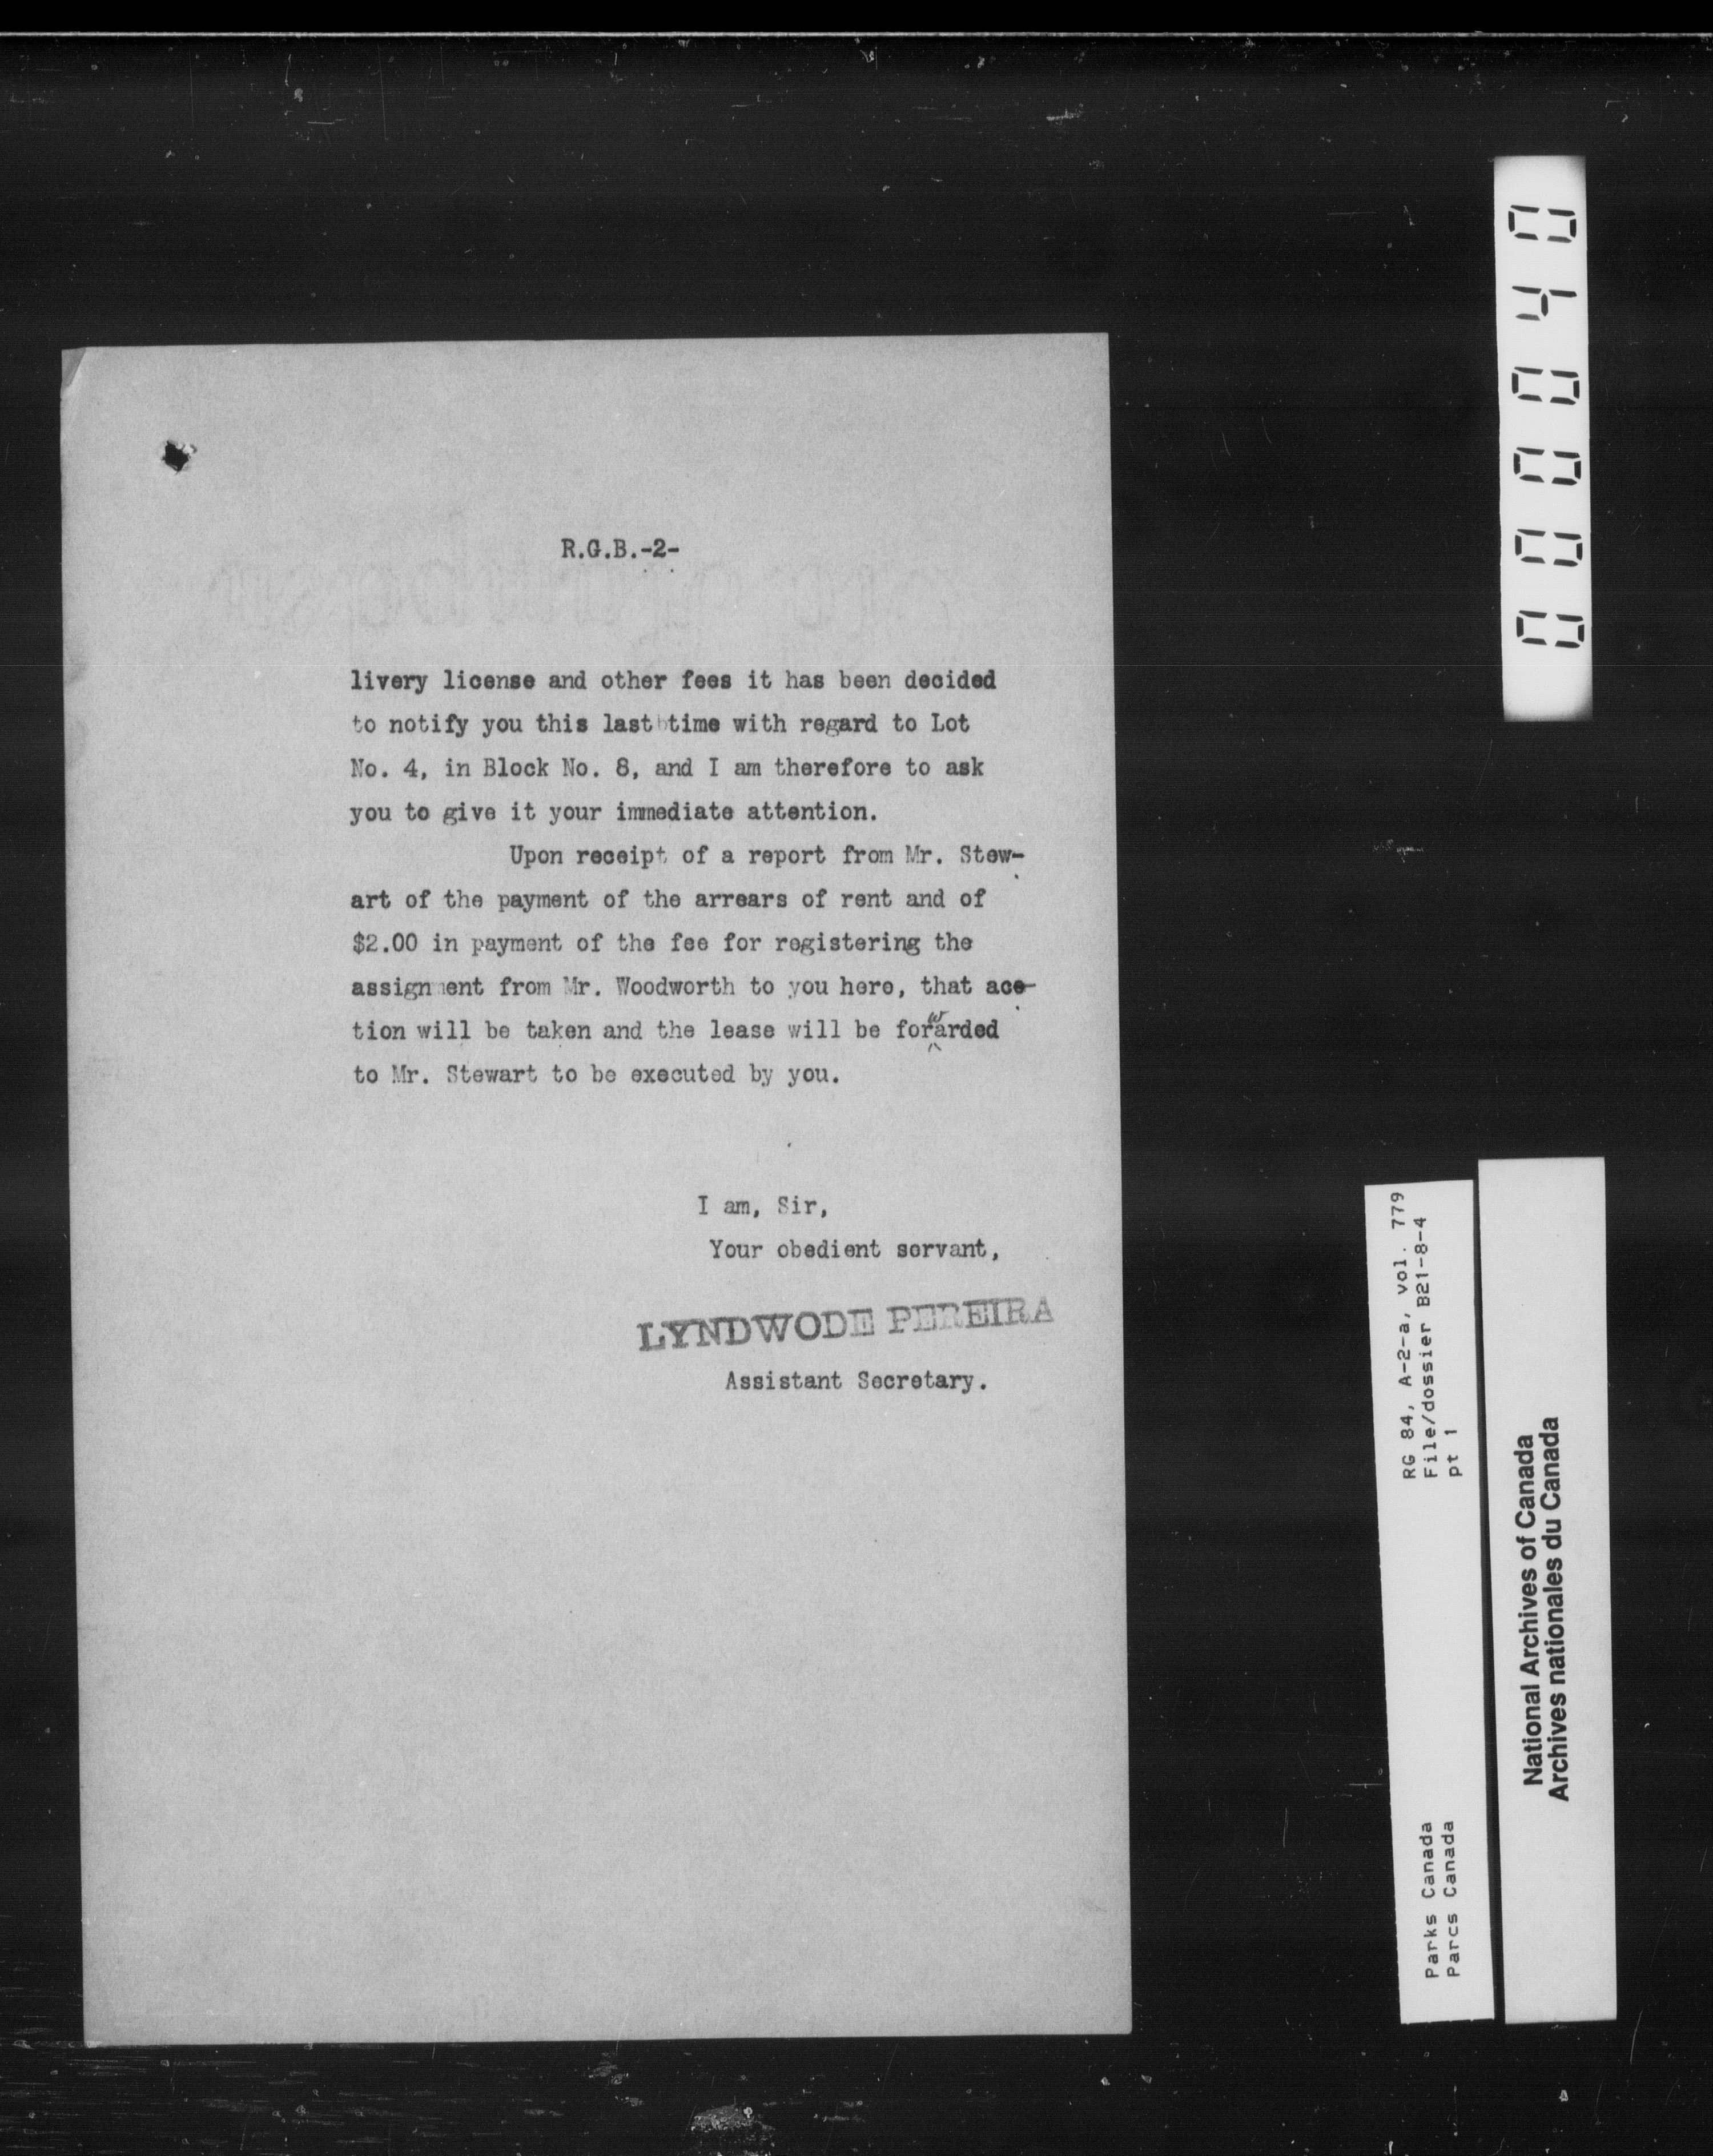 R.G.B.-2-
livery license and other fees it has been decided
to notify you this last time with regard to Lot
No. 4, in Block No. 8, and I am therefore to ask
you to give it your immediate attention.
Upon receipt of a report from Mr. Stew-
art of the payment of the arrears of rent and of
$2.00 in payment of the fee for registering the
assignment from Mr. Woodworth to you here, that ac-
tion will be taken and the lease will be forwarded
to Mr. Stewart to be executed by you.
I am, Sir,
Your obedient servant,
LYNDWODE PEREIRA
Assistant Secretary.
000040
RG 84, A-2-a, vol. 779
File/dossier B21-8-4
pt 1
Parks Canada
Parcs Canada
National Archives of Canada
Archives nationales du Canada